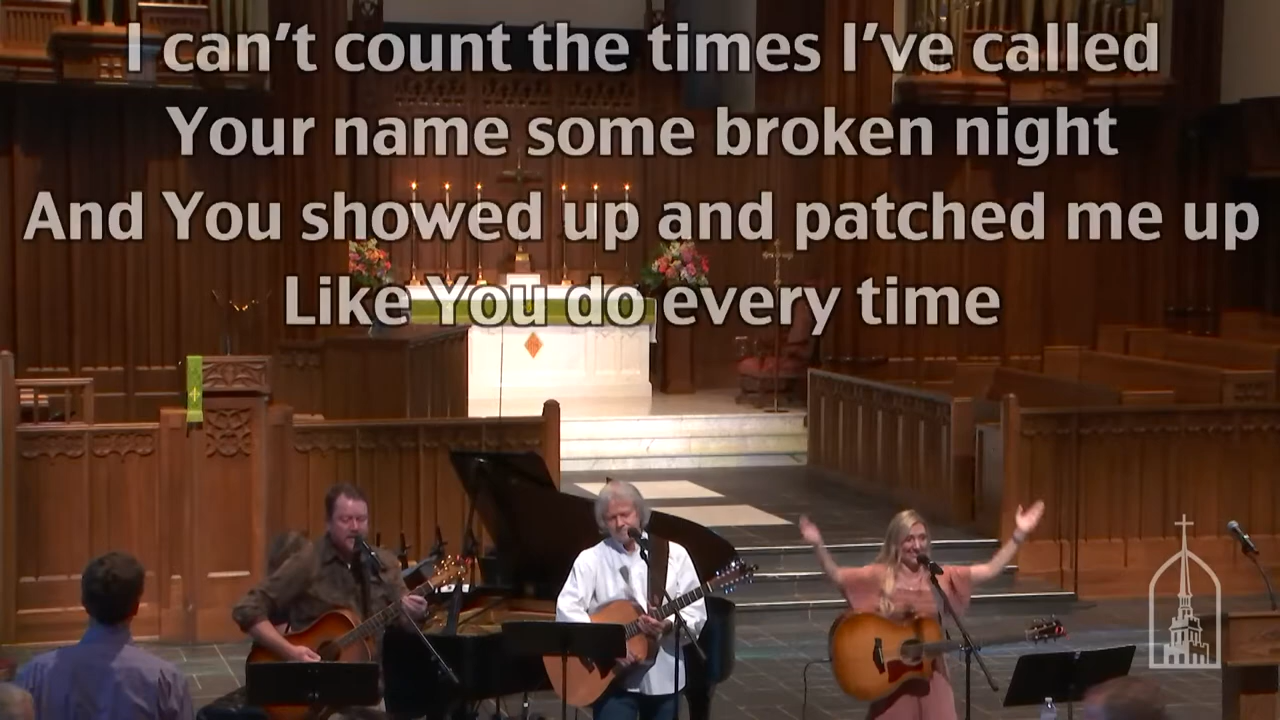 I can't count the times I've called
Your name some broken night
And You showed up and patched me up
Like You do every time